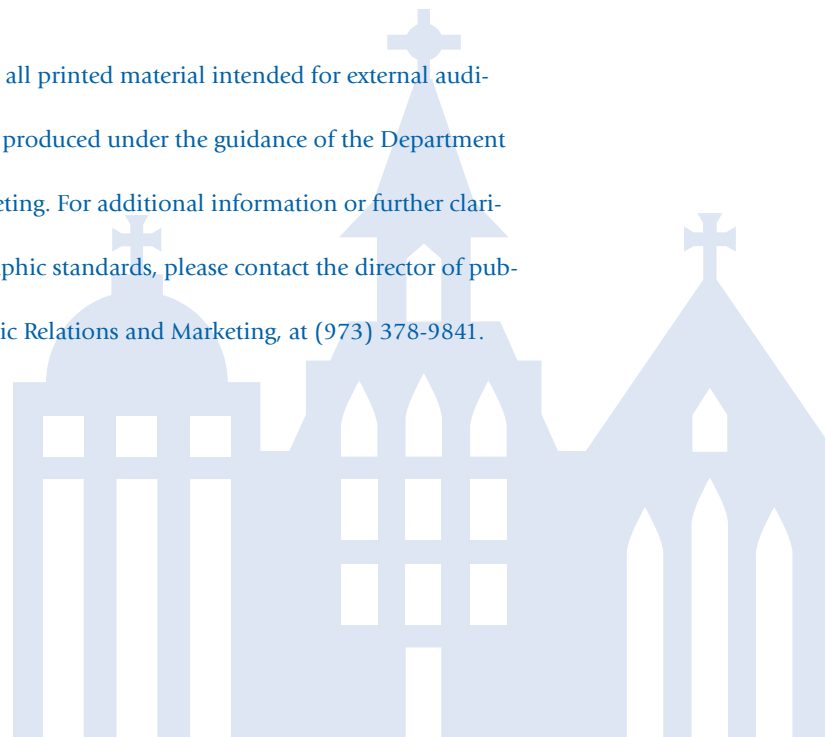 all printed material intended for external audi-
produced under the guidance of the Department
eting. For additional information or further clari-
phic standards, please contact the director of pub-
ic Relations and Marketing, at (973) 378-9841.